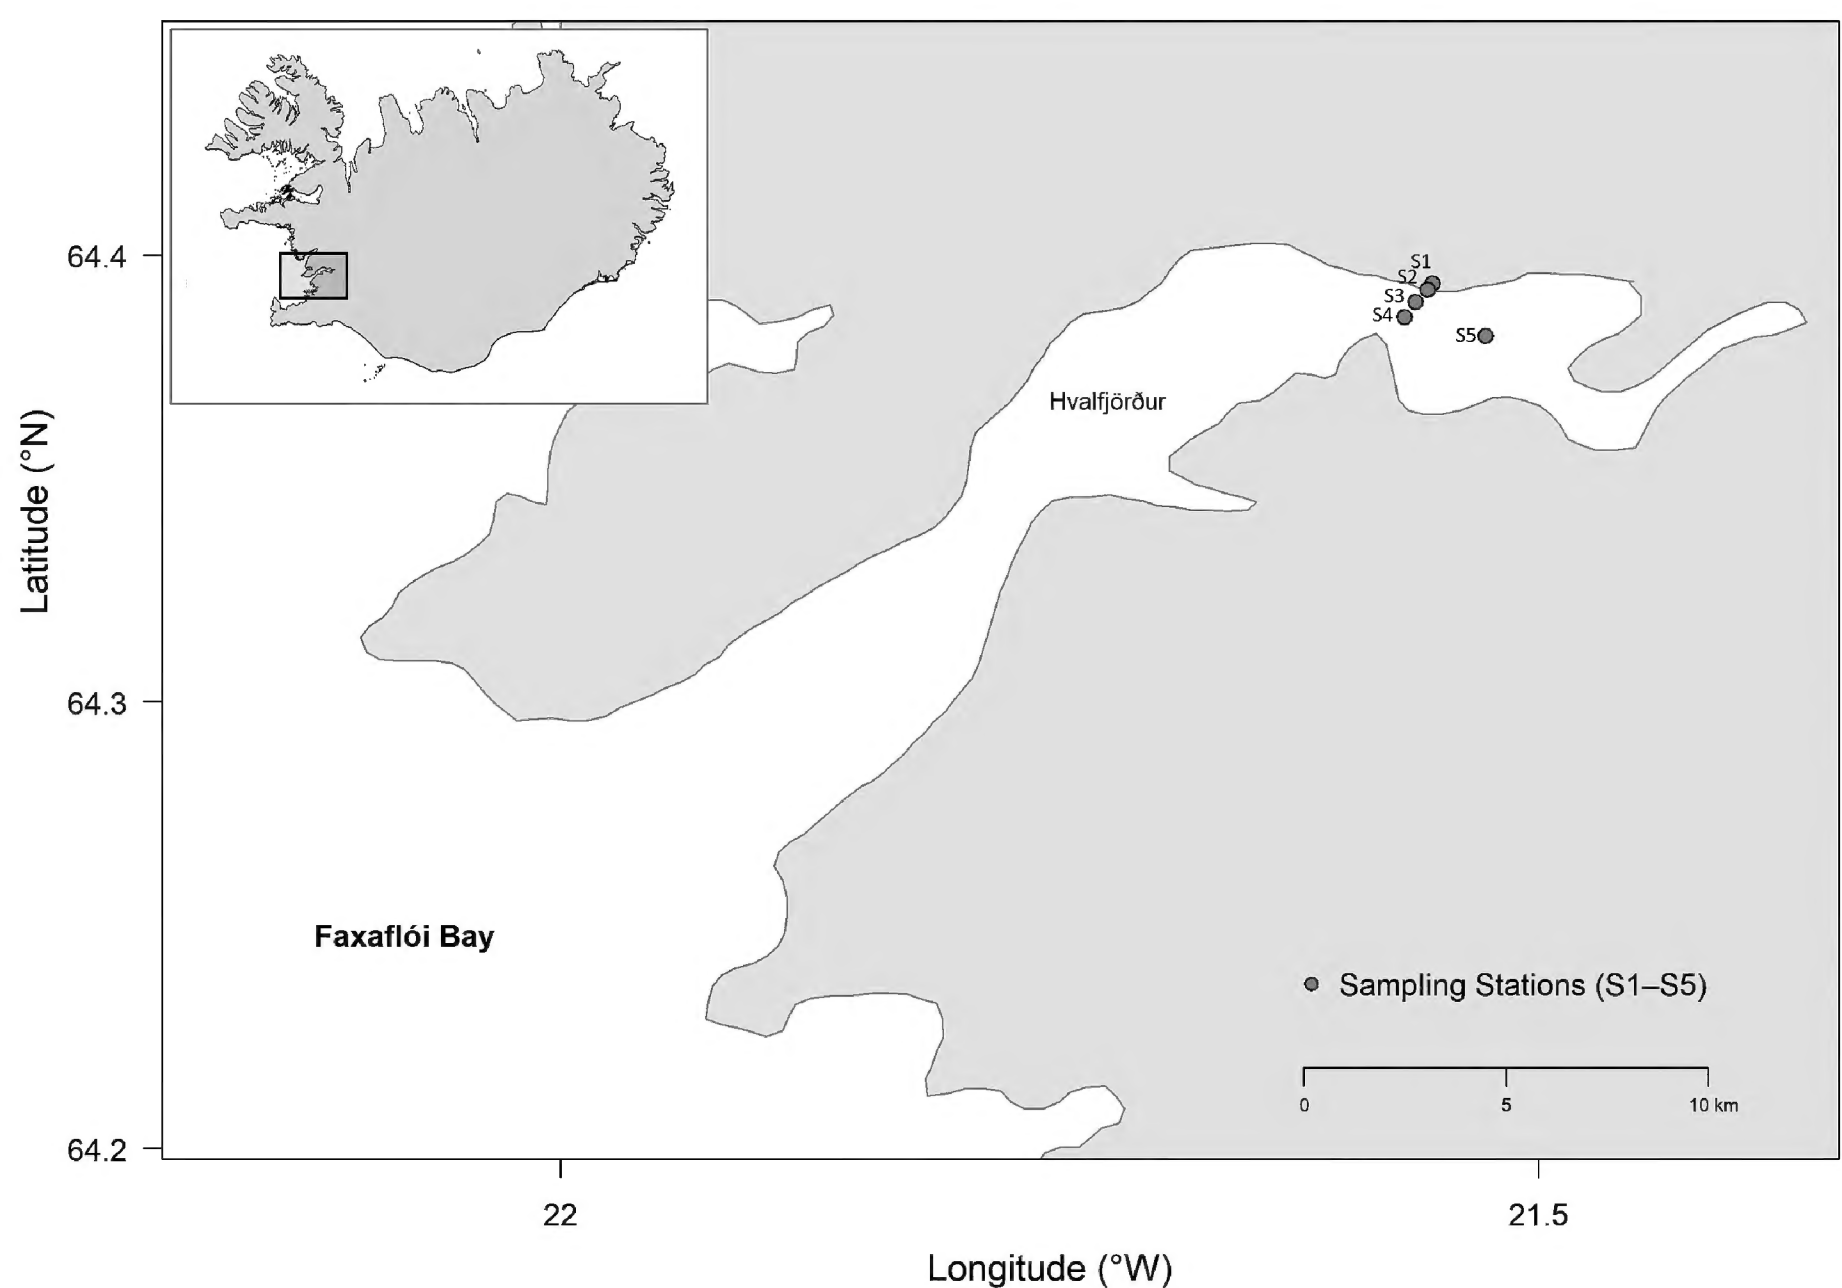 64.4
64.3
64.2
Latitude (°N)
S1
S2
S3
S4
S5
Hvalfjörður
Faxaflói Bay
Sampling Stations (S1–S5)
0 5 10 km
22 21.5
Longitude (°W)